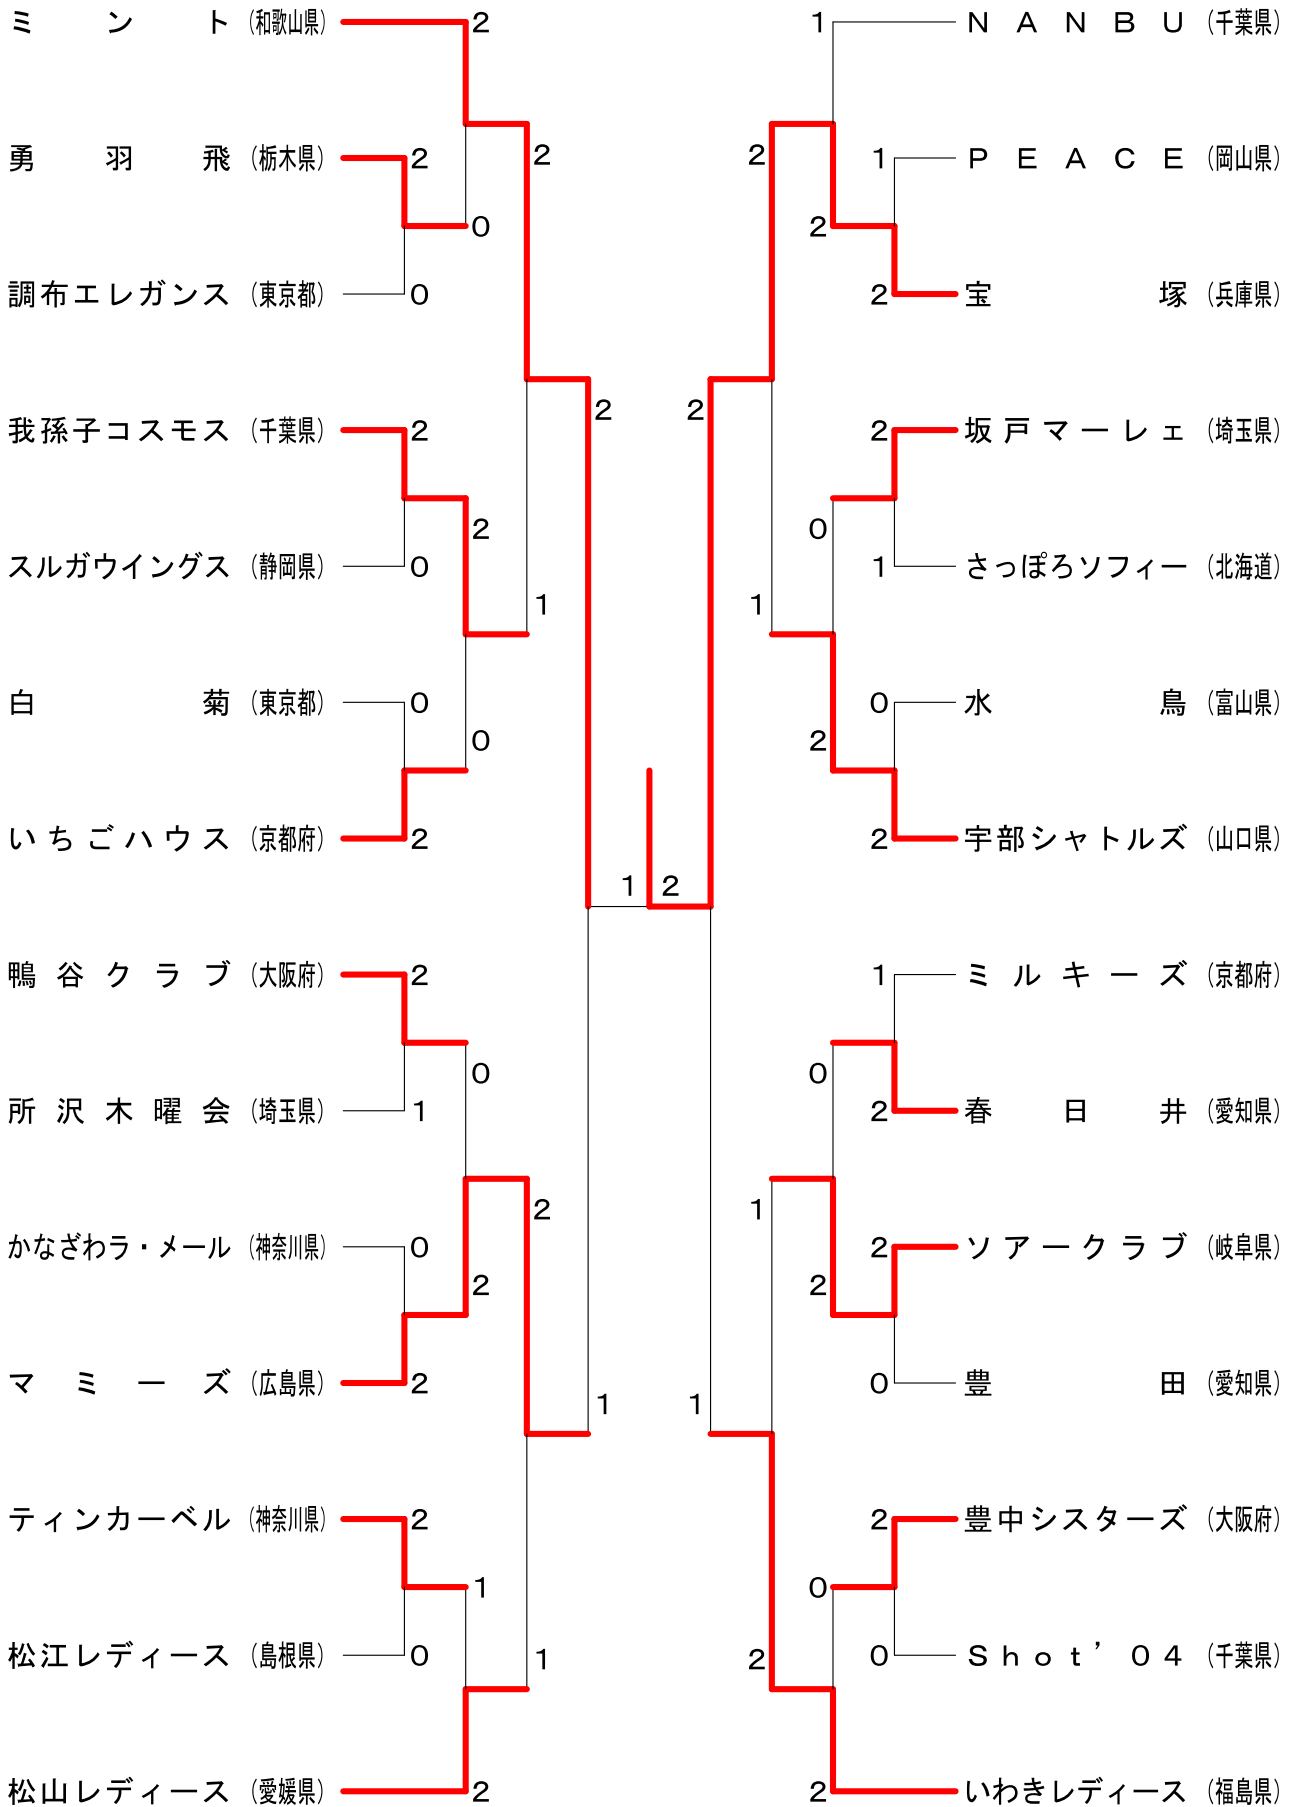 ミント (和歌山県) 2
勇羽飛 (栃木県) 2
2
0
調布エレガンス (東京都) 0
2
我孫子コスモス (千葉県) 2
2
スルガウイングス (静岡県) 0
1
白菊 (東京都) 0
0
いちごハウス (京都府) 2
1
鴨谷クラブ (大阪府) 2
0
所沢木曜会 (埼玉県) 1
2
かなざわラ・メール (神奈川県) 0
2
マミーズ (広島県) 2
1
ティンカーベル (神奈川県) 2
1
松江レディース (島根県) 0
1
松山レディース (愛媛県) 2
1 NANBU (千葉県)
2
1 PEACE (岡山県)
2
2 宝塚 (兵庫県)
2
2 坂戸マーレェ (埼玉県)
0
1 さっぽろソフィー (北海道)
1
0 水鳥 (富山県)
2
2 宇部シャトルズ (山口県)
2
1 ミルキーズ (京都府)
0
2 春日井 (愛知県)
1
2 ソアークラブ (岐阜県)
2
0 豊田 (愛知県)
1
2 豊中シスターズ (大阪府)
0
0 Shot’04 (千葉県)
2
2 いわきレディース (福島県)